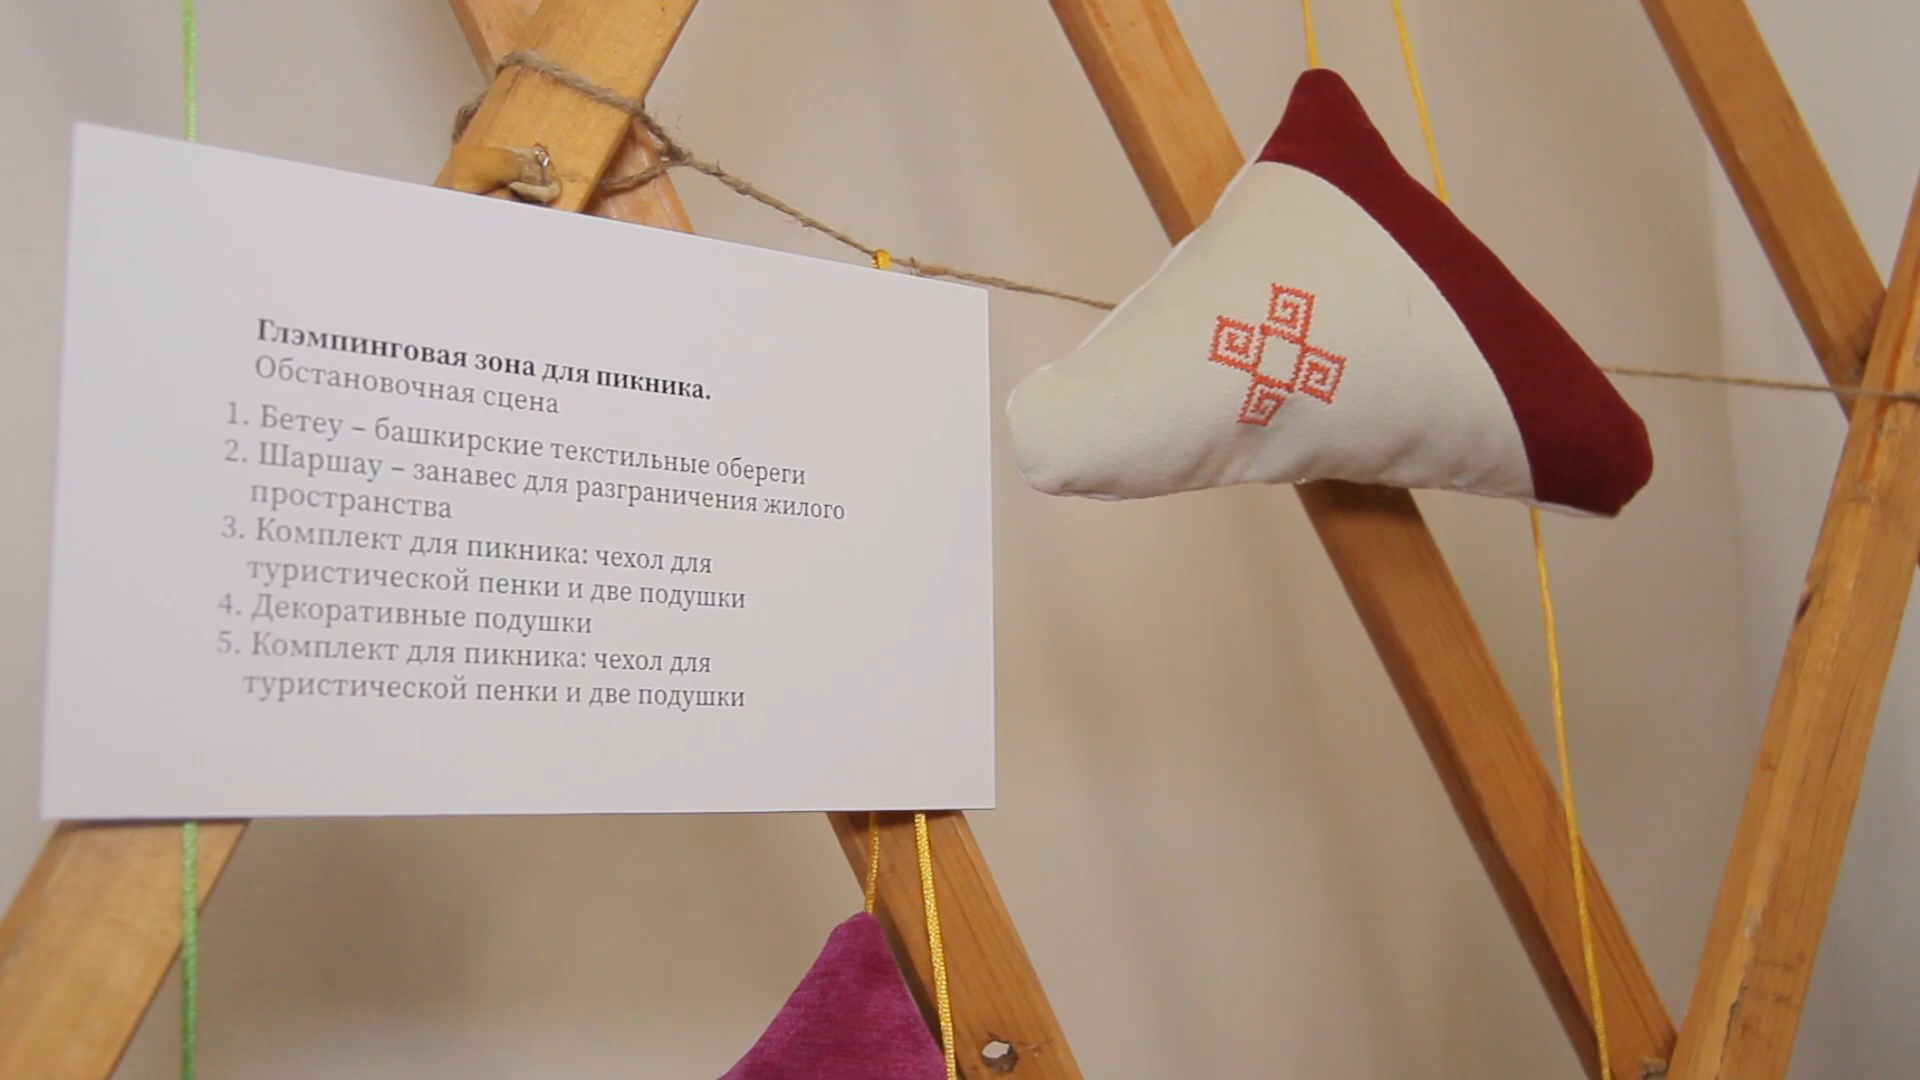 Глэмпинговая зона для пикника.
Обстановочная сцена
1. Бетеу – башкирские текстильные обереги
2. Шаршау – занавес для разграничения жилого
пространства
3. Комплект для пикника: чехол для
туристической пенки и две подушки
4. Декоративные подушки
5. Комплект для пикника: чехол для
туристической пенки и две подушки